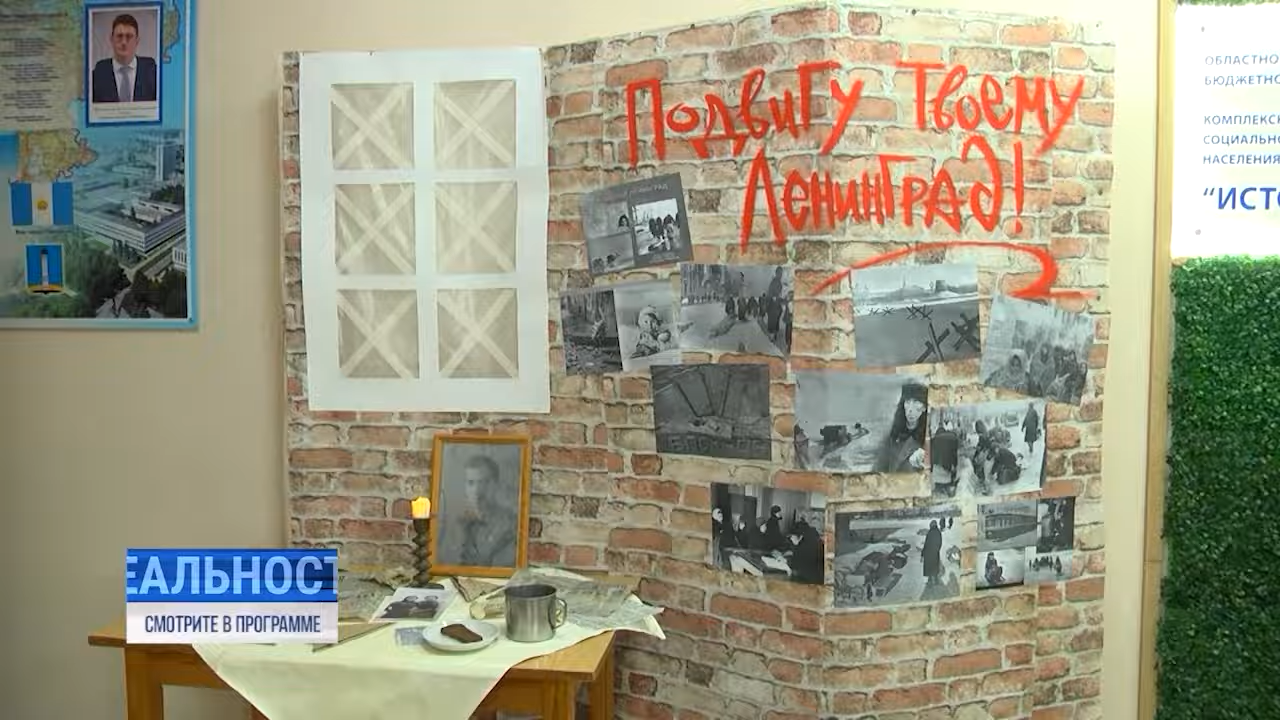 Подвигу Твоему
Ленинград!
ОБЛАСТНО
БЮДЖЕТНО
КОМПЛЕКСН
СОЦИАЛЬНО
НАСЕЛЕНИЯ
“ИСТО
ЕАЛЬНОСТ
СМОТРИТЕ В ПРОГРАММЕ